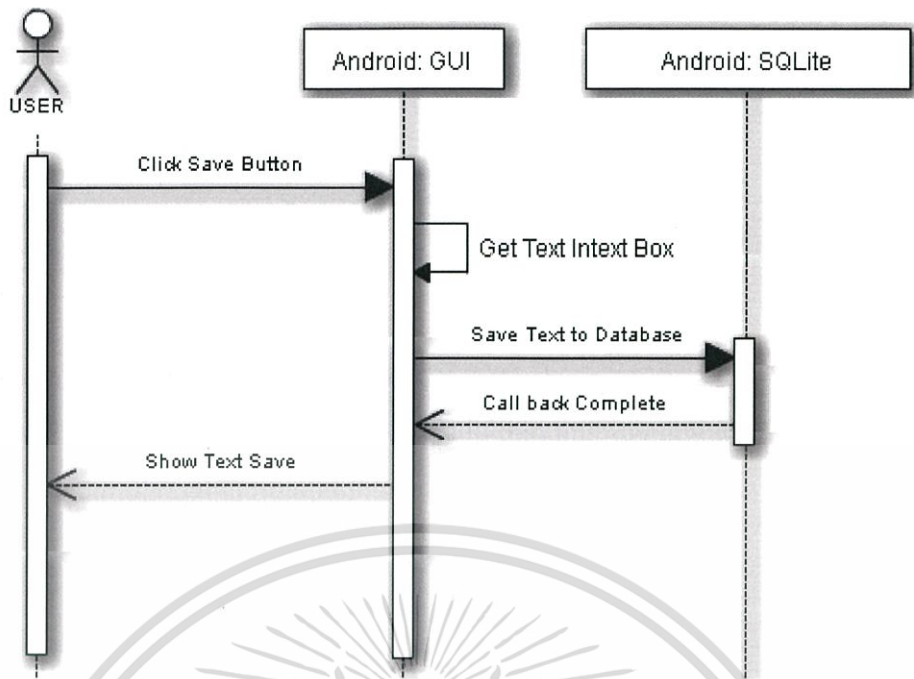 USER
Android: GUI
Android: SQLite
Click Save Button
Get Text Intext Box
Save Text to Database
Call back Complete
Show Text Save